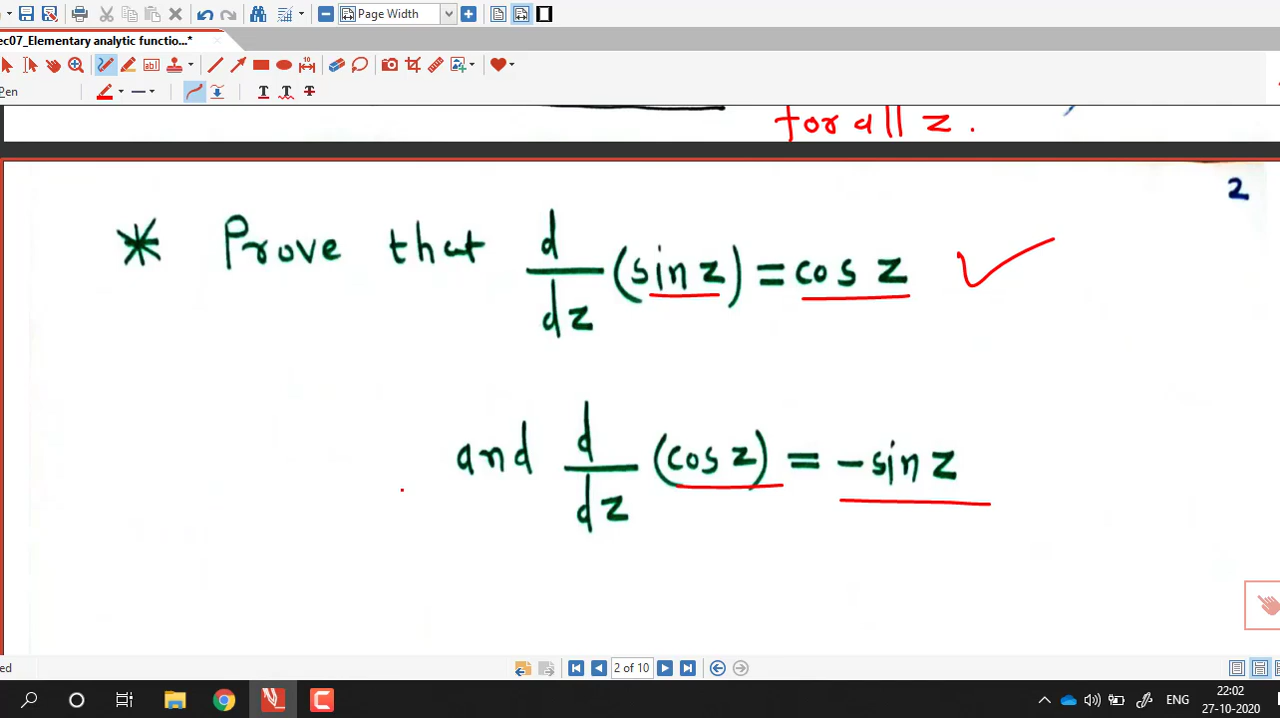 Page Width
ec07_Elementary analytic functio...*
Pen
for all z.
2
* Prove that d/dz (sin z) = cos z
and d/dz (cos z) = -sin z
2 of 10
ENG
22:02
27-10-2020